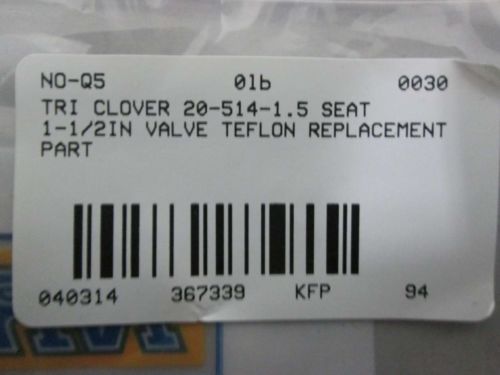 NO-Q5 01b 0030
TRI CLOVER 20-514-1.5 SEAT
1-1/2IN VALVE TEFLON REPLACEMENT
PART
040314 367339 KFP 94